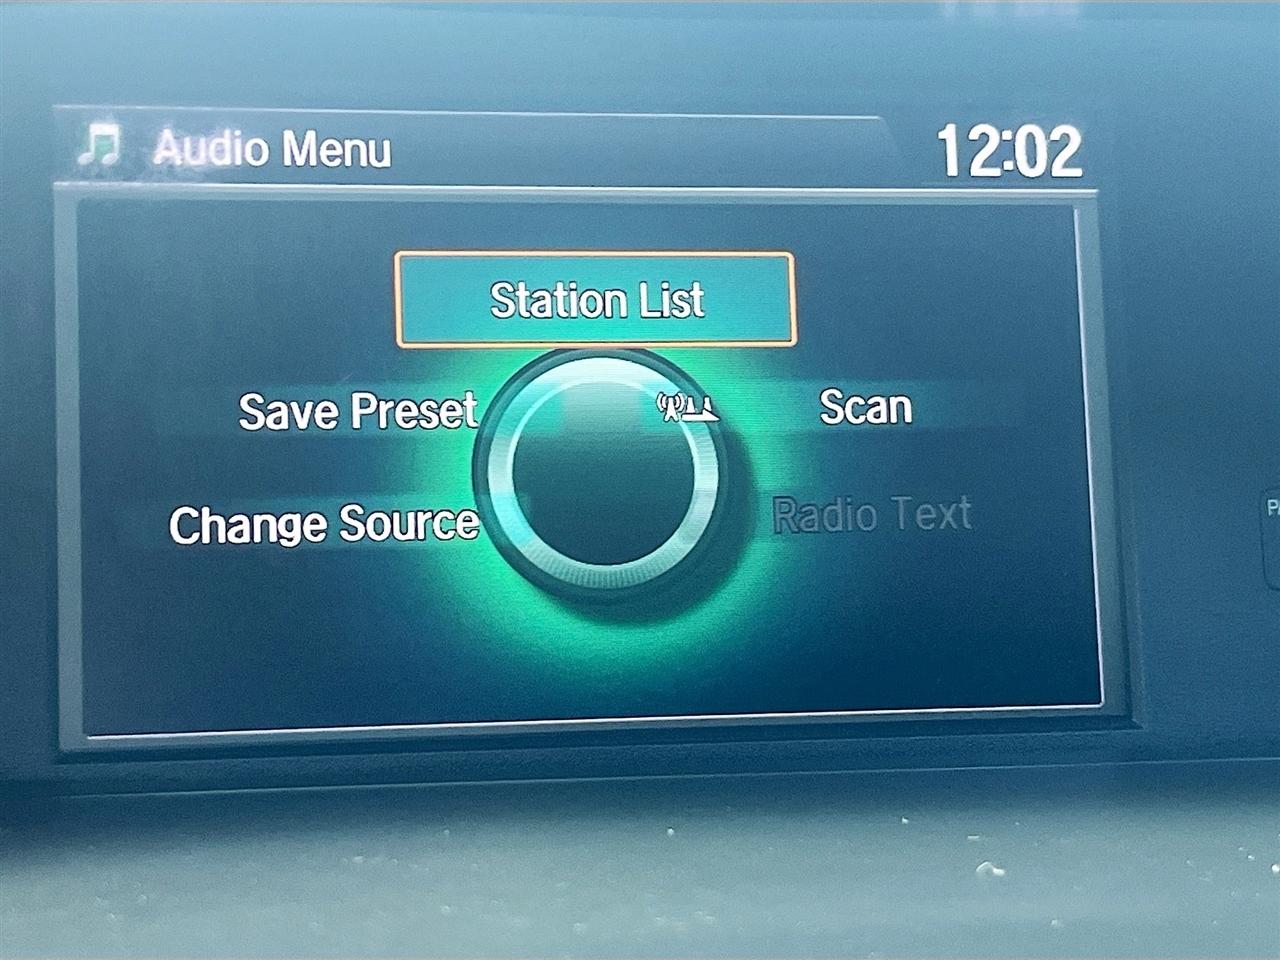 Audio Menu
12:02
Station List
Save Preset
Scan
Change Source
Radio Text